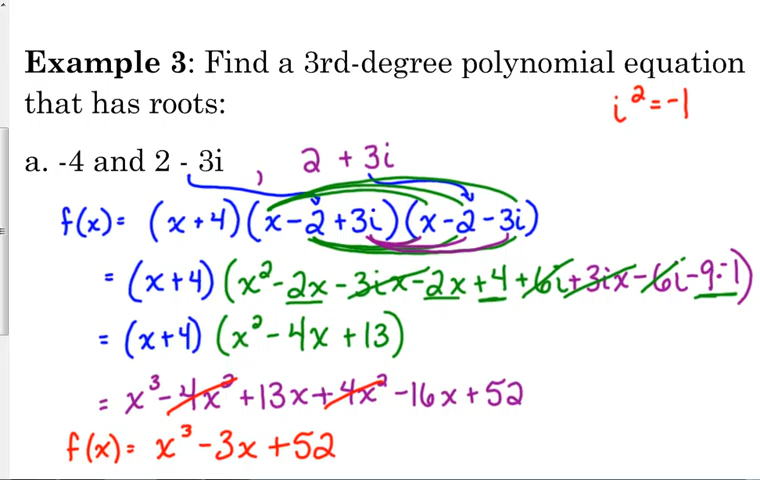 Example 3: Find a 3rd-degree polynomial equation
that has roots:
i² = -1
a. -4 and 2 - 3i , 2 + 3i
f(x) = (x+4)(x-2+3i)(x-2-3i)
= (x+4)(x²-2x-3ix-2x+4+6i+3ix-6i-9·-1)
= (x+4)(x²-4x+13)
= x³-4x²+13x+4x²-16x+52
f(x) = x³-3x+52